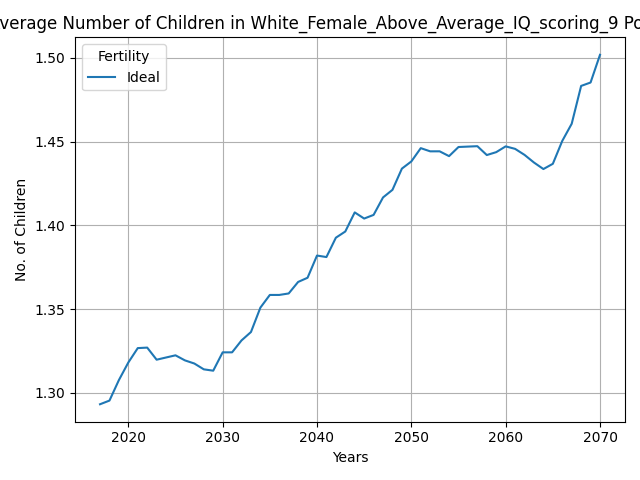 verage Number of Children in White_Female_Above_Average_IQ_scoring_9 Po
Fertility
Ideal
No. of Children
1.50
1.45
1.40
1.35
1.30
2020 2030 2040 2050 2060 2070
Years